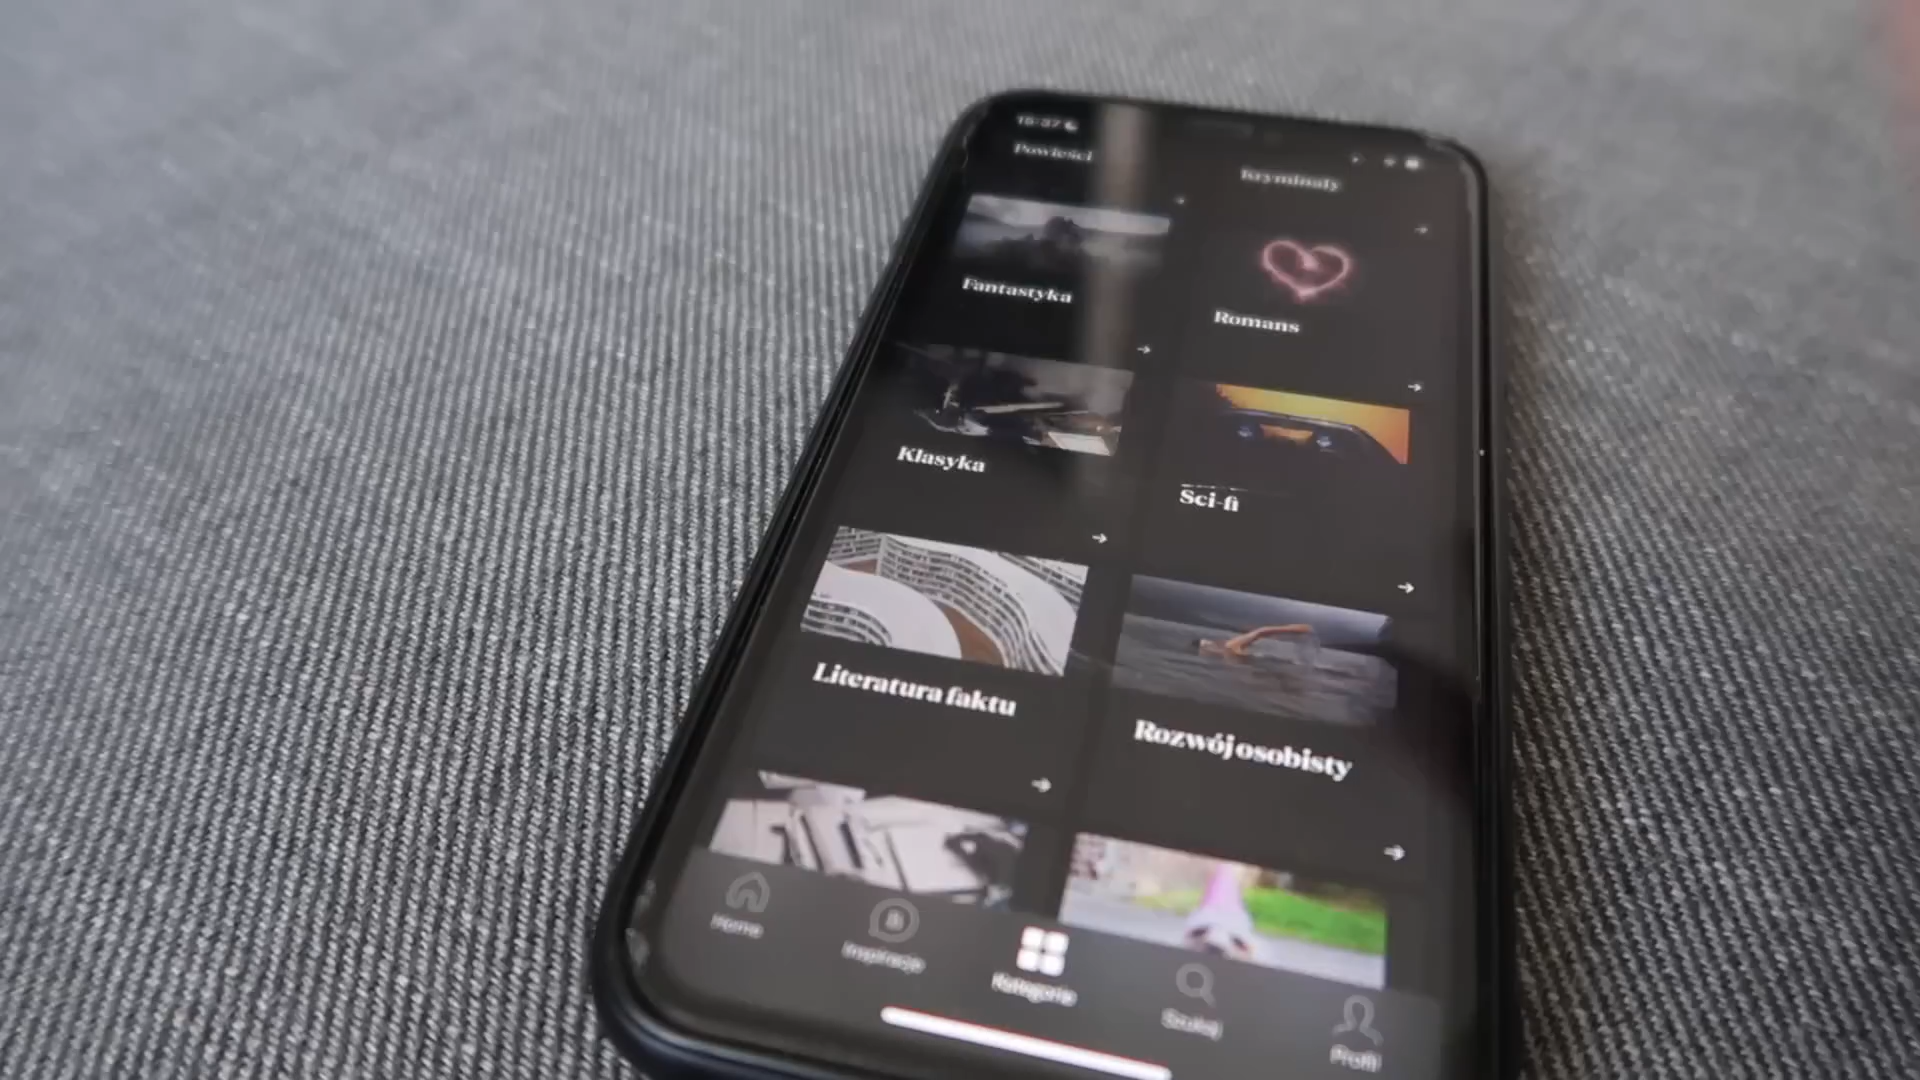 Powieści
Kryminały
Fantastyka
Romans
Klasyka
Sci-fi
Literatura faktu
Rozwój osobisty
Home
Inspiracje
Kategorie
Szukaj
Profil